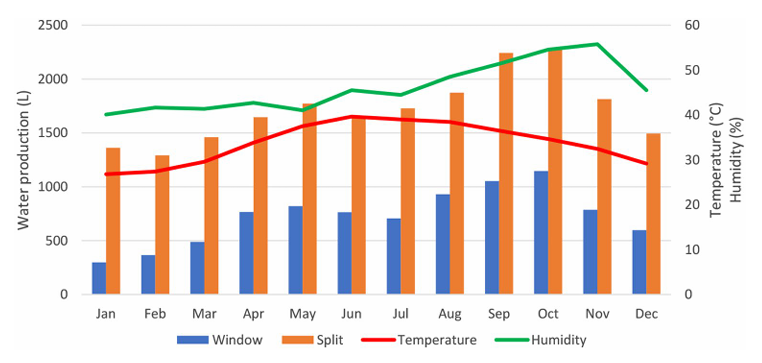 2500
2000
1500
1000
500
0
Water production (L)
60
50
40
30
20
10
0
Temperature (°C)
Humidity (%)
Jan Feb Mar Apr May Jun Jul Aug Sep Oct Nov Dec
Window Split Temperature Humidity